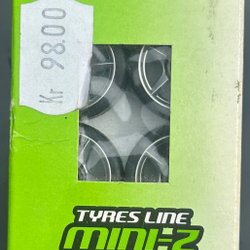 Kr 98.00
TYRES LINE
MINI-Z